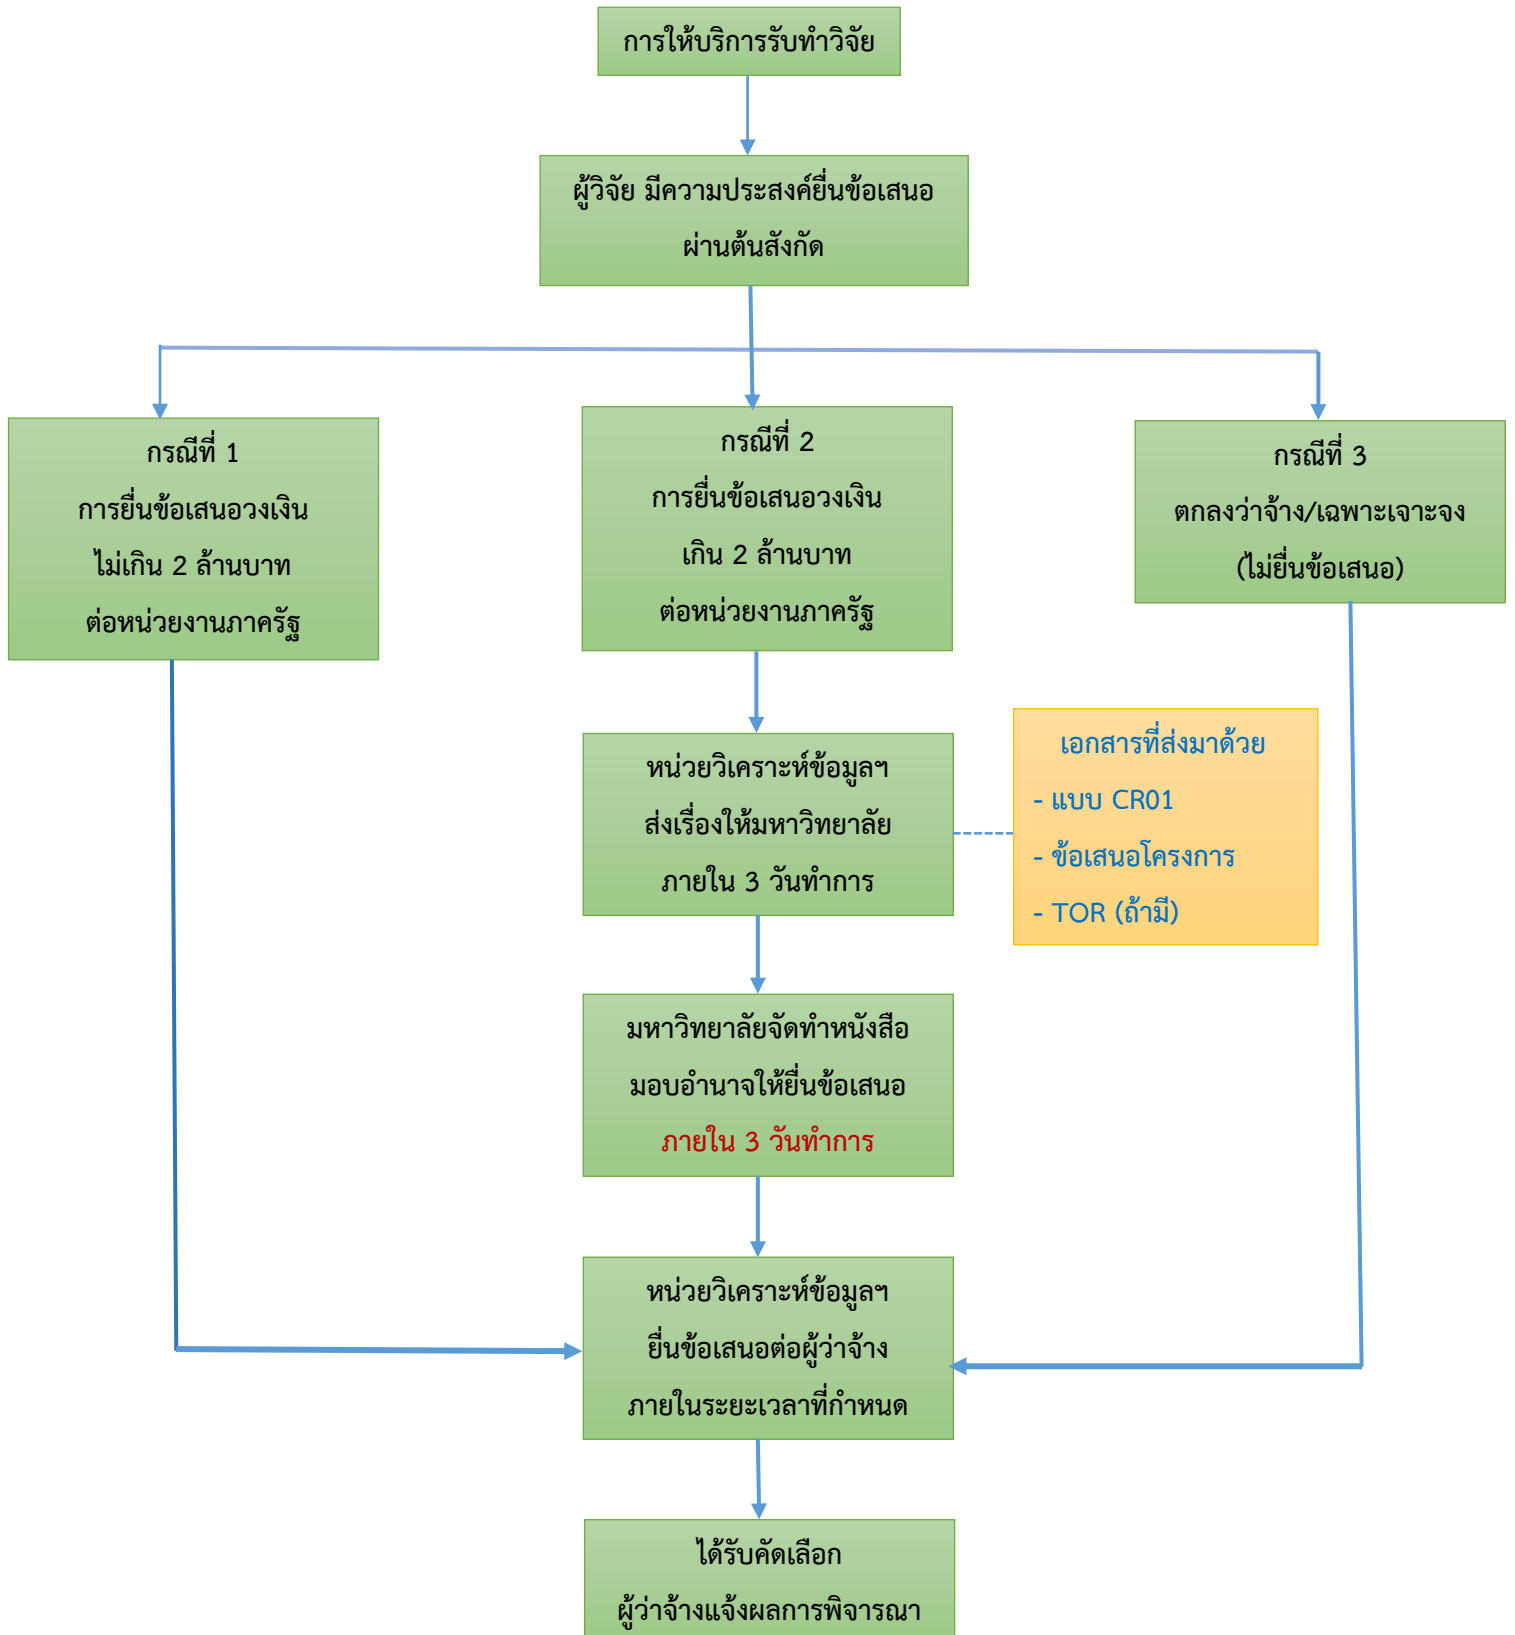 การให้บริการรับทำวิจัย
ผู้วิจัย มีความประสงค์ยื่นข้อเสนอ
ผ่านต้นสังกัด
กรณีที่ 1
การยื่นข้อเสนอวงเงิน
ไม่เกิน 2 ล้านบาท
ต่อหน่วยงานภาครัฐ
กรณีที่ 2
การยื่นข้อเสนอวงเงิน
เกิน 2 ล้านบาท
ต่อหน่วยงานภาครัฐ
กรณีที่ 3
ตกลงว่าจ้าง/เฉพาะเจาะจง
(ไม่ยื่นข้อเสนอ)
หน่วยวิเคราะห์ข้อมูลฯ
ส่งเรื่องให้มหาวิทยาลัย
ภายใน 3 วันทำการ
เอกสารที่ส่งมาด้วย
- แบบ CR01
- ข้อเสนอโครงการ
- TOR (ถ้ามี)
มหาวิทยาลัยจัดทำหนังสือ
มอบอำนาจให้ยื่นข้อเสนอ
ภายใน 3 วันทำการ
หน่วยวิเคราะห์ข้อมูลฯ
ยื่นข้อเสนอต่อผู้ว่าจ้าง
ภายในระยะเวลาที่กำหนด
ได้รับคัดเลือก
ผู้ว่าจ้างแจ้งผลการพิจารณา